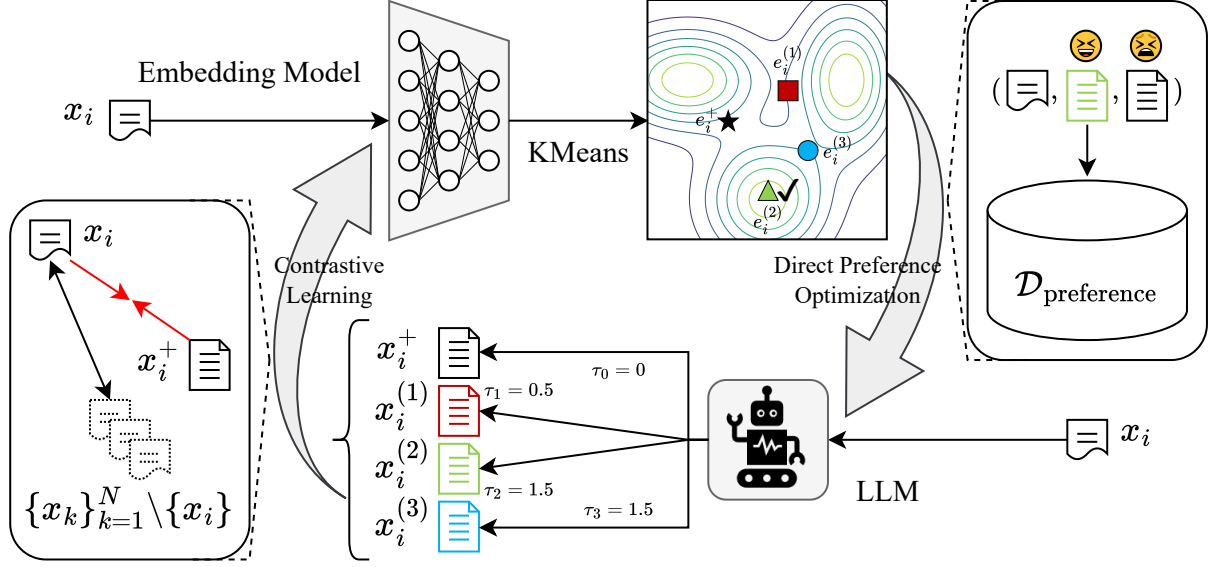 Embedding Model
x_i
KMeans
e_i^{(1)}
e_i^+
e_i^{(3)}
e_i^{(2)}
( , , )
𝒟_preference
x_i
x_i^+
{x_k}_{k=1}^N \{x_i}
Contrastive
Learning
Direct Preference
Optimization
x_i^+
τ_0 = 0
x_i^{(1)}
τ_1 = 0.5
x_i^{(2)}
τ_2 = 1.5
x_i^{(3)}
τ_3 = 1.5
LLM
x_i